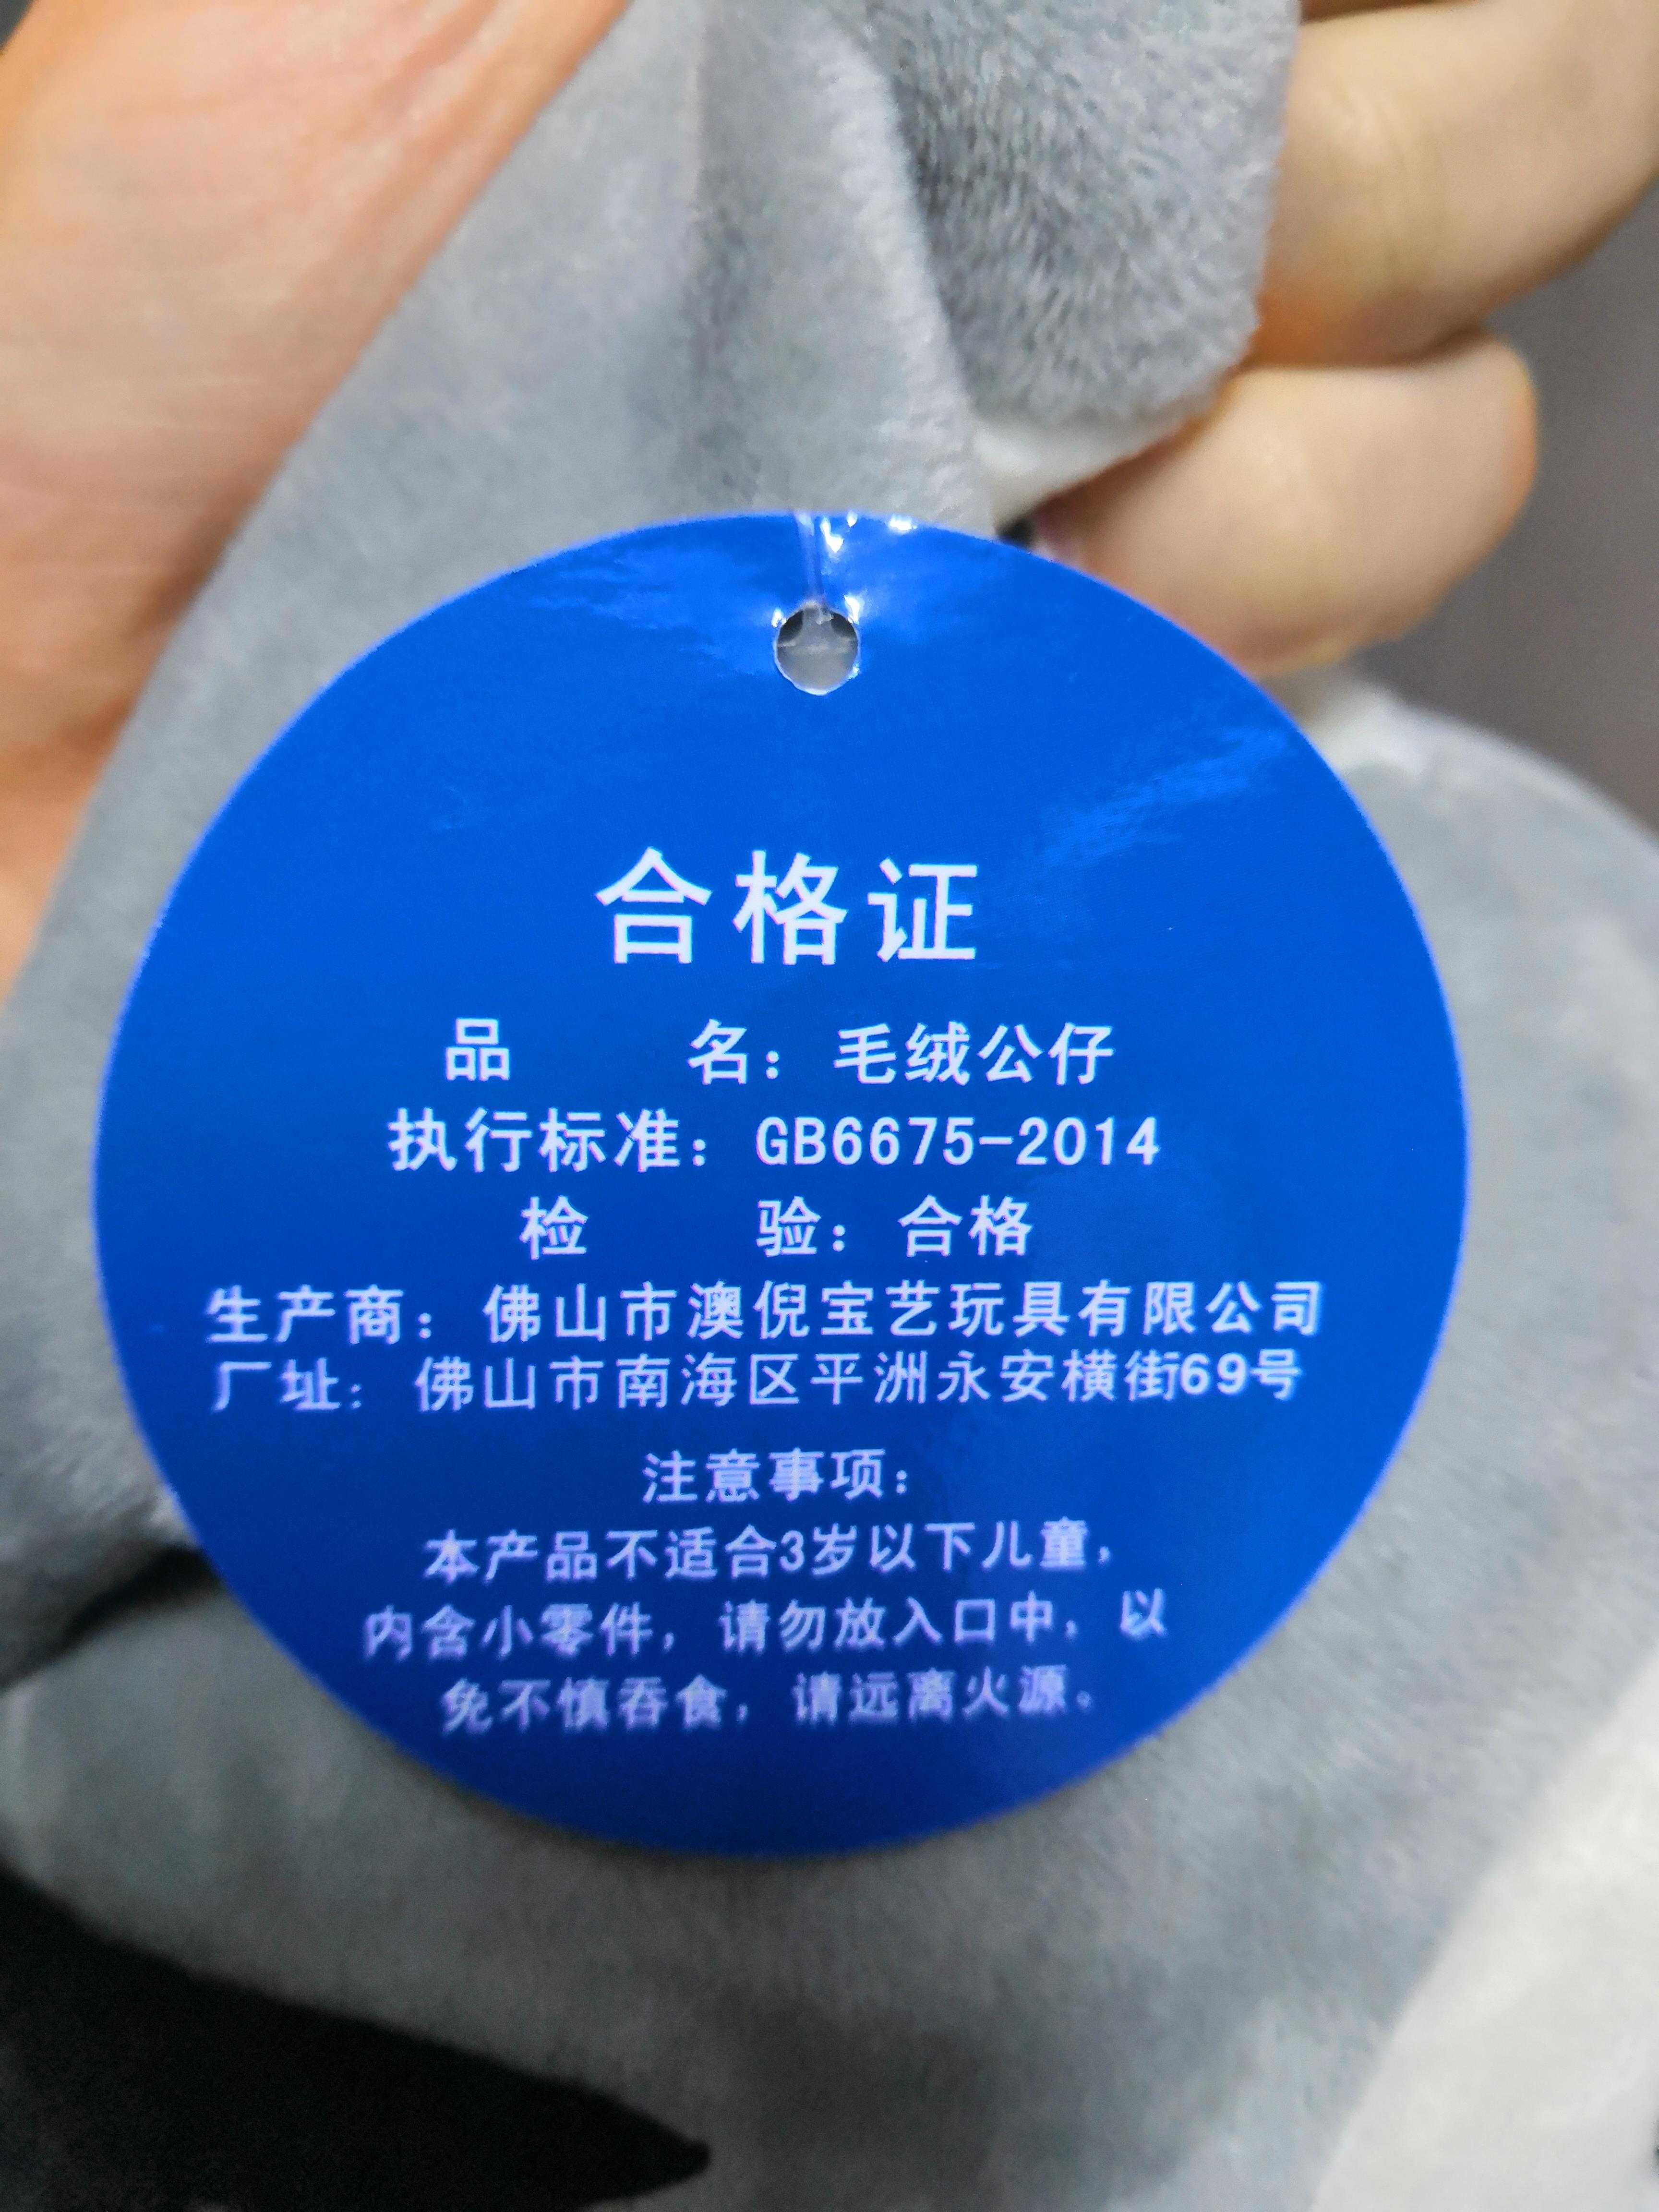 合格证
品 名：毛绒公仔
执行标准：GB6675-2014
检 验：合格
生产商：佛山市澳倪宝艺玩具有限公司
厂址：佛山市南海区平洲永安横街69号
注意事项：
本产品不适合3岁以下儿童，
内含小零件，请勿放入口中，以
免不慎吞食，请远离火源。